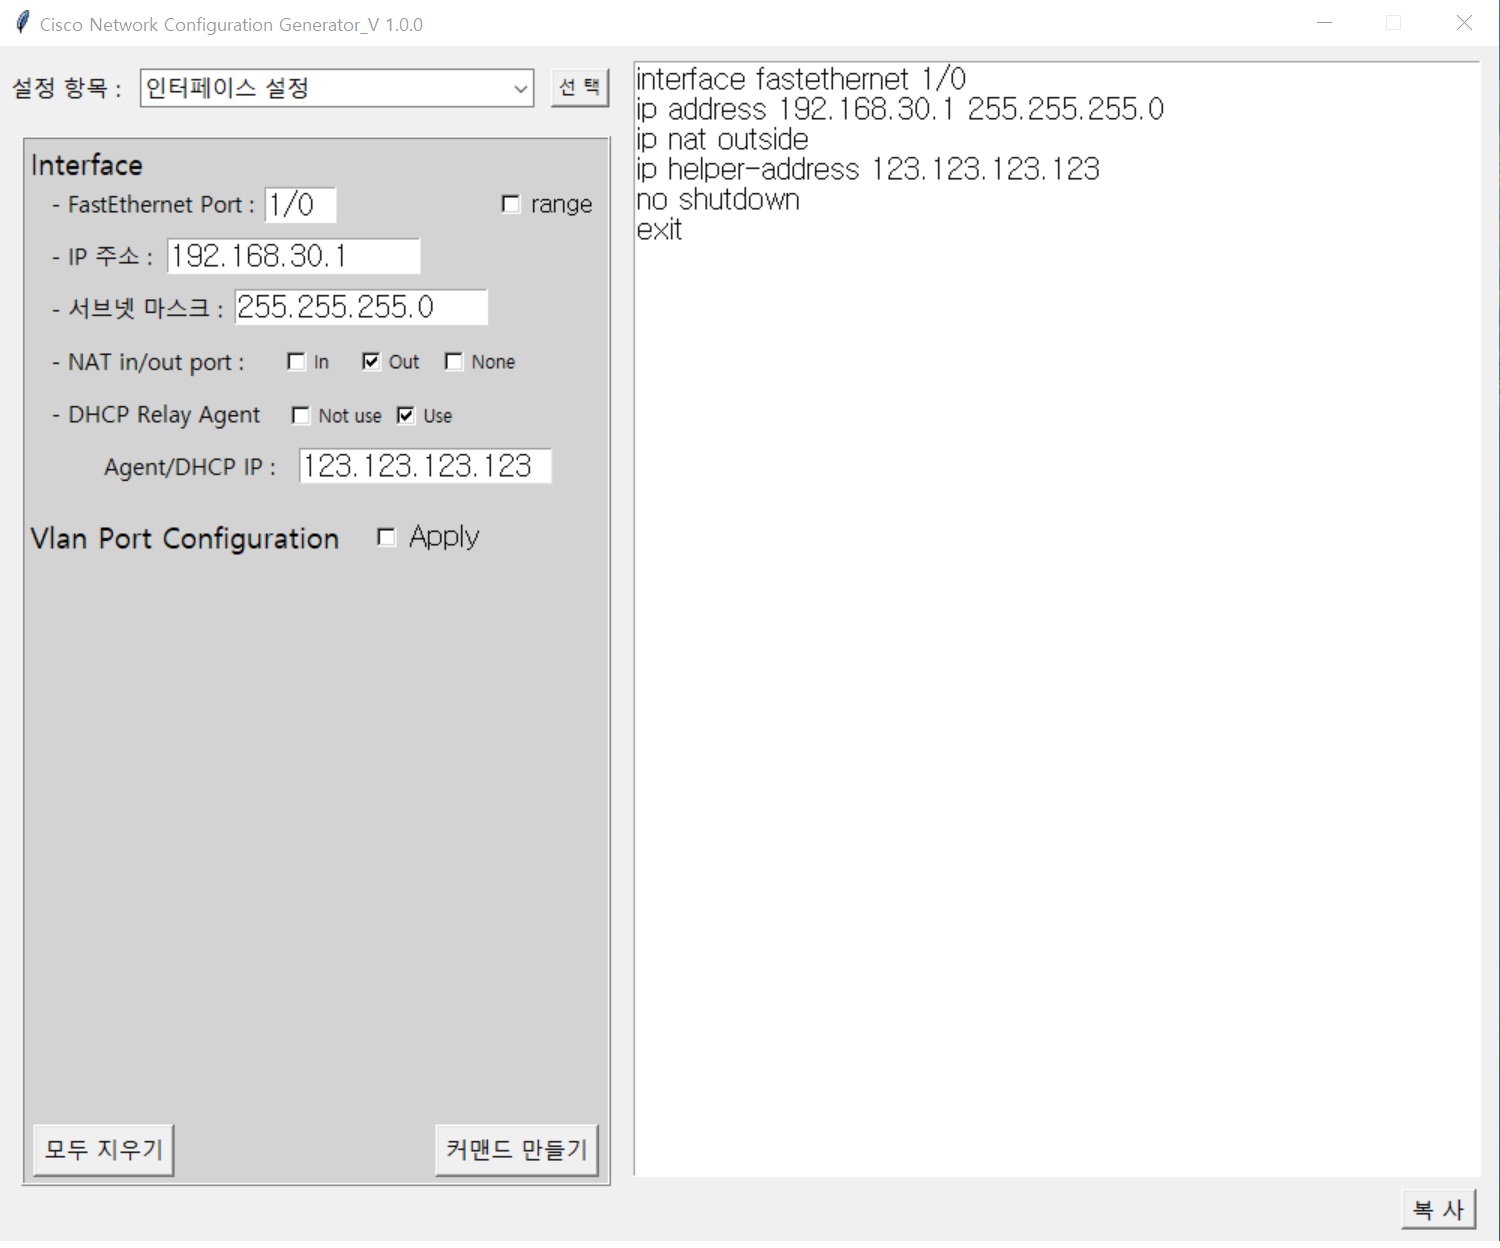 Cisco Network Configuration Generator_V 1.0.0
설정 항목 : 인터페이스 설정 선 택
Interface
- FastEthernet Port : 1/0 range
- IP 주소 : 192.168.30.1
- 서브넷 마스크 : 255.255.255.0
- NAT in/out port : In Out None
- DHCP Relay Agent Not use Use
Agent/DHCP IP : 123.123.123.123
Vlan Port Configuration Apply
모두 지우기 커맨드 만들기
interface fastethernet 1/0
ip address 192.168.30.1 255.255.255.0
ip nat outside
ip helper-address 123.123.123.123
no shutdown
exit
복 사